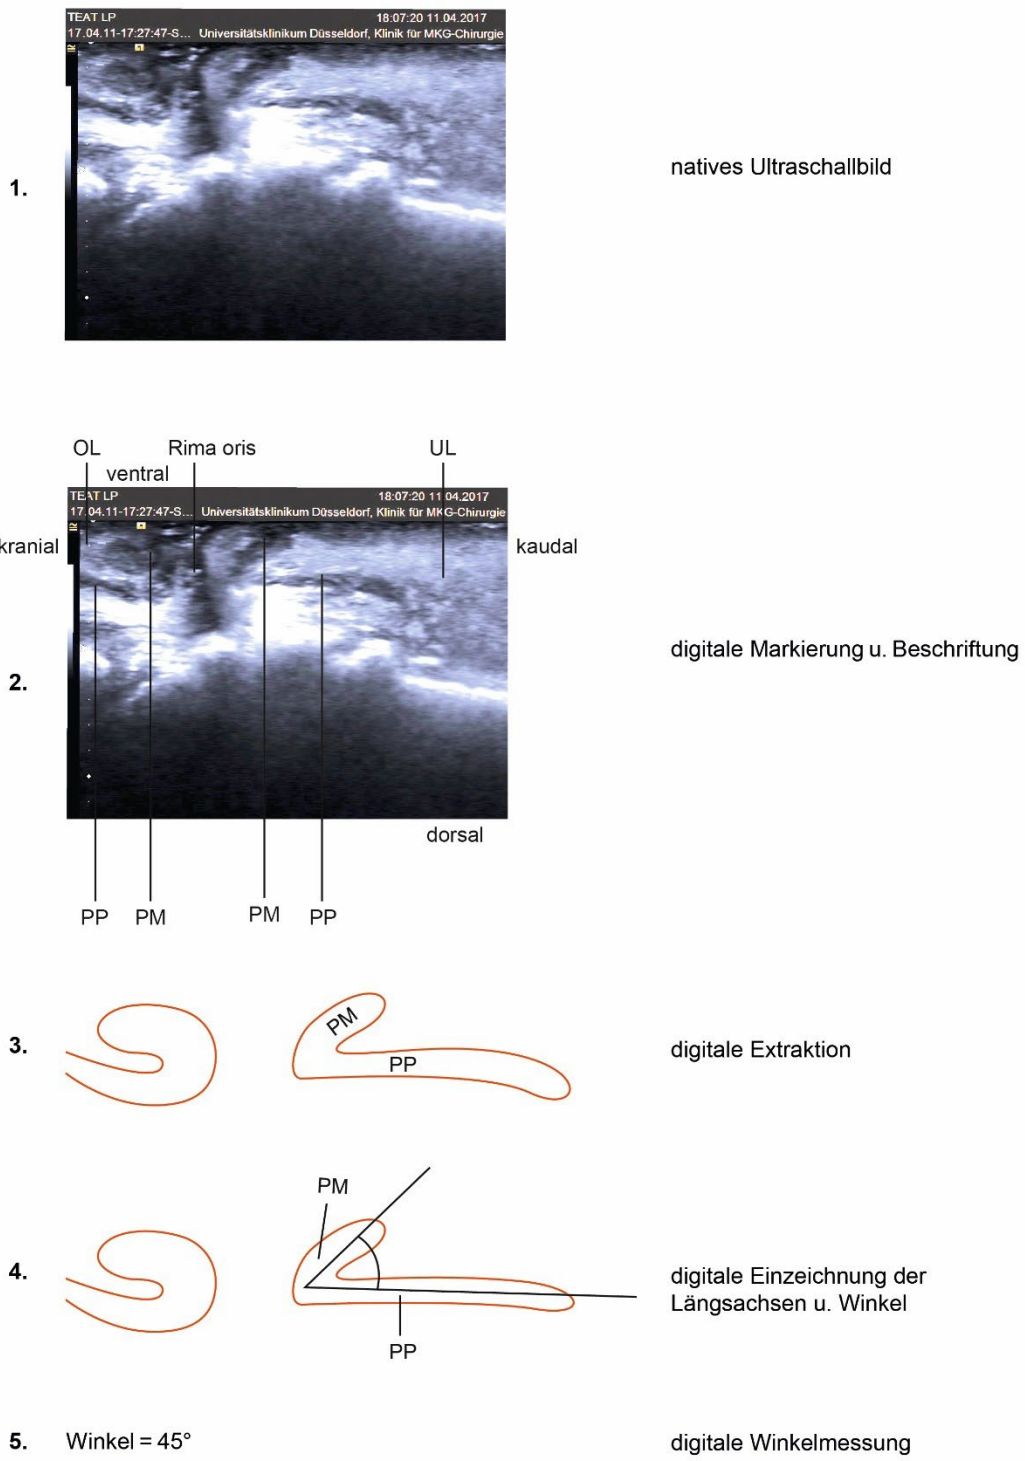 TEAT LP 18:07:20 11.04.2017
17.04.11-17:27:47-S... Universitätsklinikum Düsseldorf, Klinik für MKG-Chirurgie
1. natives Ultraschallbild
OL Rima oris UL
ventral
TEAT LP 18:07:20 11.04.2017
17.04.11-17:27:47-S... Universitätsklinikum Düsseldorf, Klinik für MKG-Chirurgie
kranial kaudal
2. digitale Markierung u. Beschriftung
dorsal
PP PM PM PP
3. PM PP digitale Extraktion
PM
4. digitale Einzeichnung der
Längsachsen u. Winkel
PP
5. Winkel = 45° digitale Winkelmessung